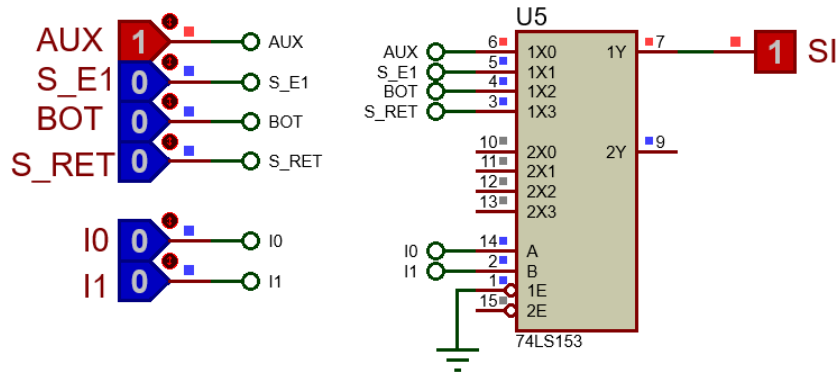 AUX 1 AUX
S_E1 0 S_E1
BOT 0 BOT
S_RET 0 S_RET
I0 0 I0
I1 0 I1
U5
AUX 6 1X0 1Y 7 1 SI
S_E1 5 1X1
BOT 4 1X2
S_RET 3 1X3
10 2X0 2Y 9
11 2X1
12 2X2
13 2X3
I0 14 A
I1 2 B
1 1E
15 2E
74LS153